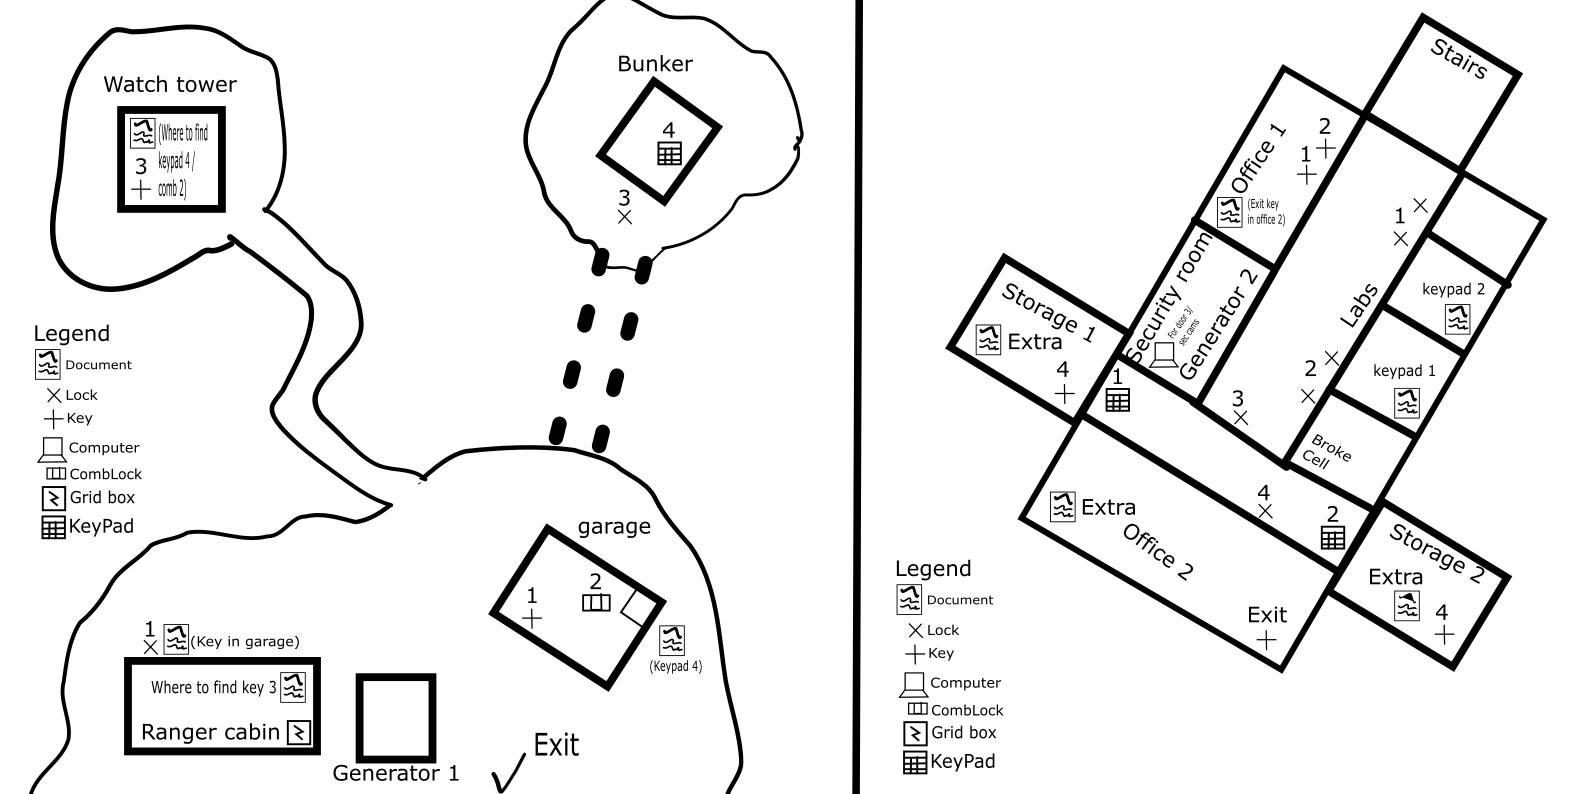 Watch tower
(Where to find
keypad 4 /
comb 2)
3
Bunker
4
3
Legend
Document
Lock
Key
Computer
CombLock
Grid box
KeyPad
garage
1
2
(Keypad 4)
1
(Key in garage)
Where to find key 3
Ranger cabin
Generator 1
Exit
Stairs
Office 1
2
1
(Exit key
in office 2)
Security room
For door 3/
sec cams
Generator 2
Labs
1
2
3
keypad 2
keypad 1
Broke
Cell
Storage 1
Extra
4
1
4
2
Extra
Office 2
Exit
Storage 2
Extra
4
Legend
Document
Lock
Key
Computer
CombLock
Grid box
KeyPad